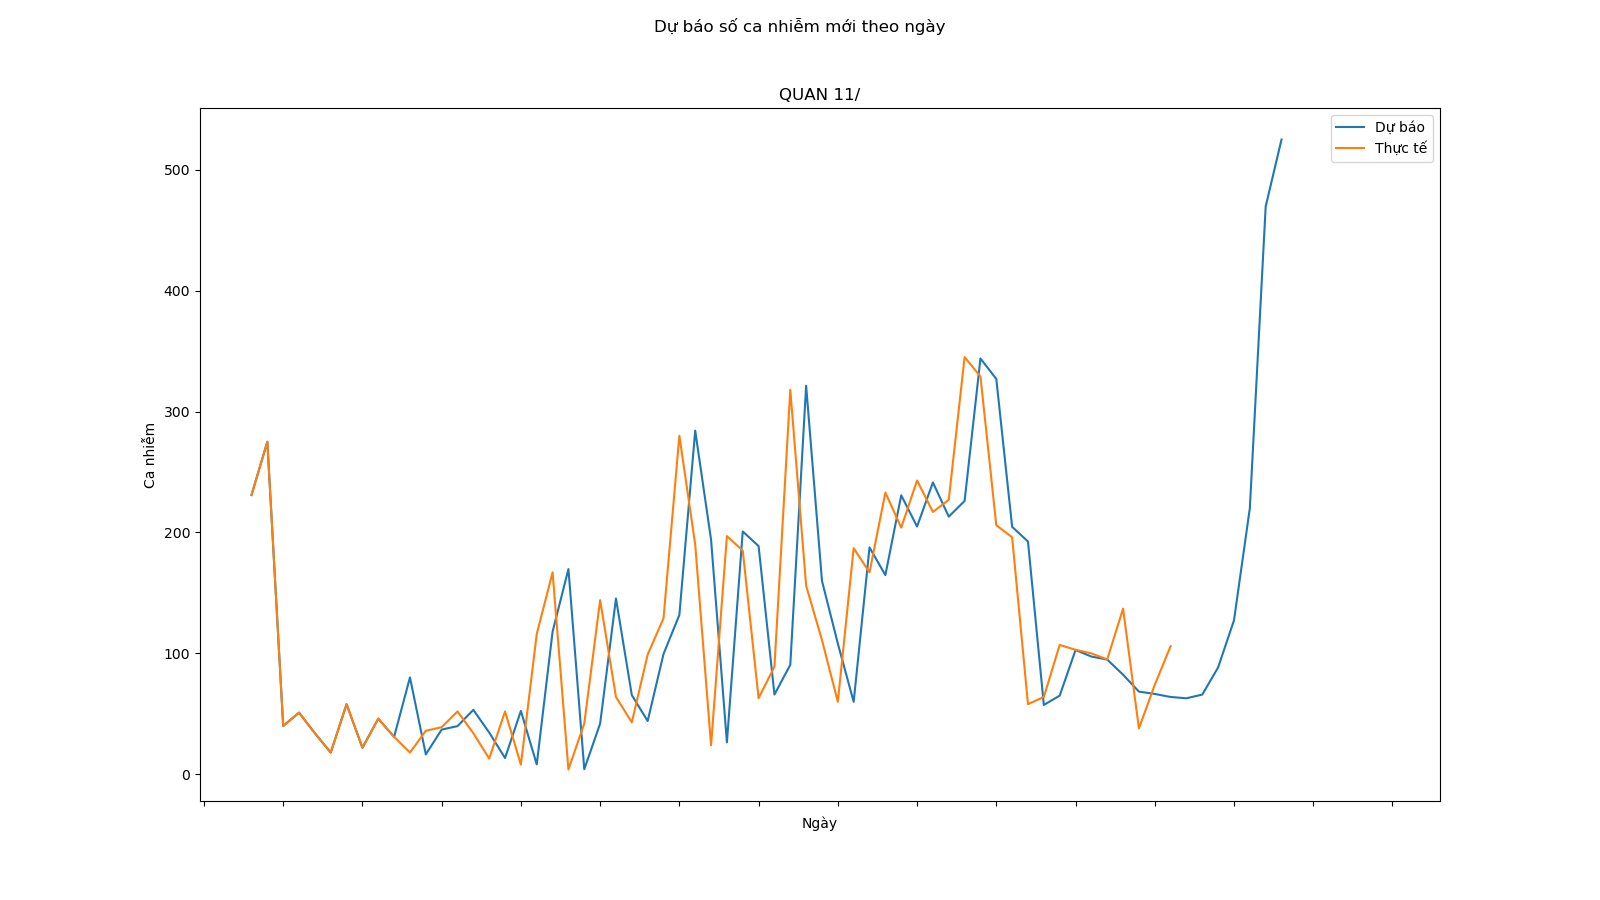 Dự báo số ca nhiễm mới theo ngày
QUAN 11/
Dự báo
Thực tế
500
400
300
200
100
0
Ca nhiễm
Ngày